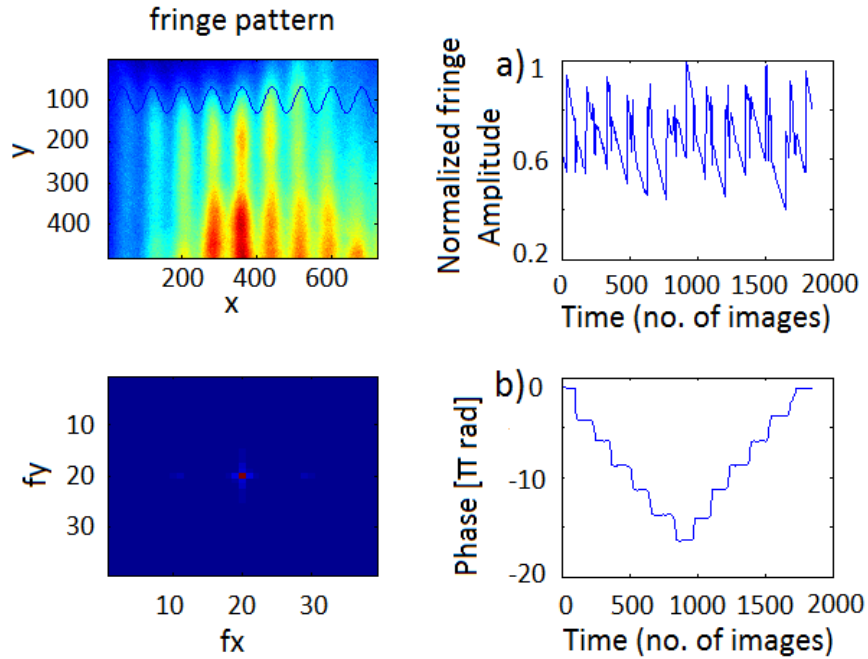 fringe pattern
y
100
200
300
400
200
400
600
x
a)
Normalized fringe
Amplitude
1
0.6
0.2
0
500
1000
1500
2000
Time (no. of images)
fy
10
20
30
10
20
30
fx
b)
Phase [π rad]
0
-10
-20
0
500
1000
1500
2000
Time (no. of images)